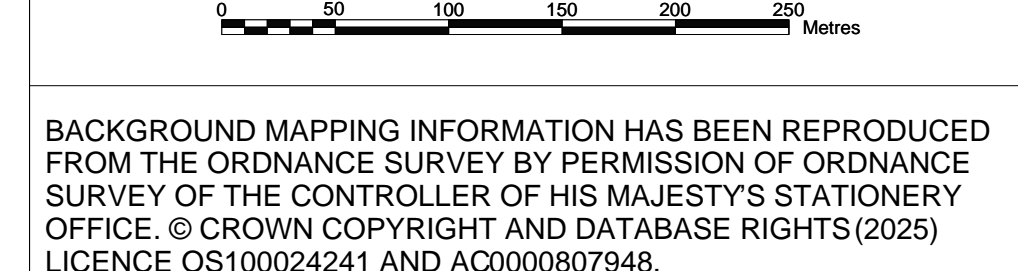 0 50 100 150 200 250
Metres
BACKGROUND MAPPING INFORMATION HAS BEEN REPRODUCED
FROM THE ORDNANCE SURVEY BY PERMISSION OF ORDNANCE
SURVEY OF THE CONTROLLER OF HIS MAJESTY'S STATIONERY
OFFICE. © CROWN COPYRIGHT AND DATABASE RIGHTS (2025)
LICENCE OS100024241 AND AC0000807948.